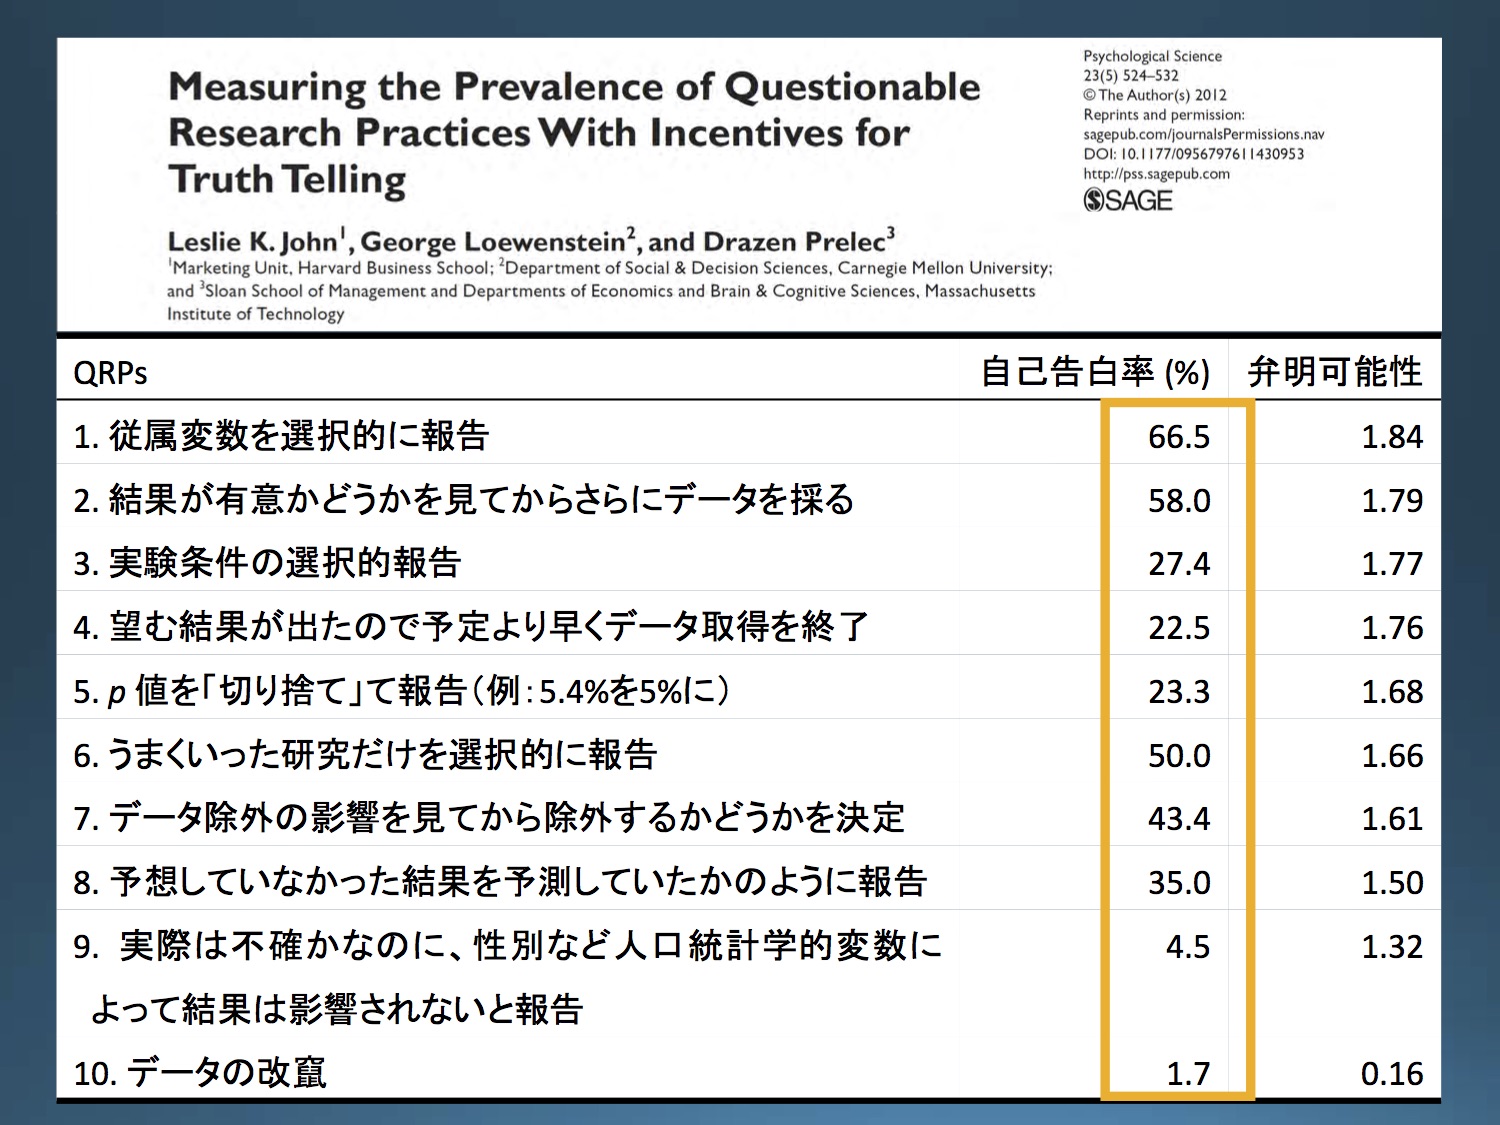 Measuring the Prevalence of Questionable
Research Practices With Incentives for
Truth Telling
Leslie K. John1, George Loewenstein2, and Drazen Prelec3
1Marketing Unit, Harvard Business School; 2Department of Social & Decision Sciences, Carnegie Mellon University;
and 3Sloan School of Management and Departments of Economics and Brain & Cognitive Sciences, Massachusetts
Institute of Technology
Psychological Science
23(5) 524–532
© The Author(s) 2012
Reprints and permission:
sagepub.com/journalsPermissions.nav
DOI: 10.1177/0956797611430953
http://pss.sagepub.com
SAGE
QRPs 自己告白率 (%) 弁明可能性
1. 従属変数を選択的に報告 66.5 1.84
2. 結果が有意かどうかを見てからさらにデータを採る 58.0 1.79
3. 実験条件の選択的報告 27.4 1.77
4. 望む結果が出たので予定より早くデータ取得を終了 22.5 1.76
5. p 値を「切り捨て」て報告(例:5.4%を5%に) 23.3 1.68
6. うまくいった研究だけを選択的に報告 50.0 1.66
7. データ除外の影響を見てから除外するかどうかを決定 43.4 1.61
8. 予想していなかった結果を予測していたかのように報告 35.0 1.50
9. 実際は不確かなのに、性別など人口統計学的変数に 4.5 1.32
よって結果は影響されないと報告
10. データの改竄 1.7 0.16